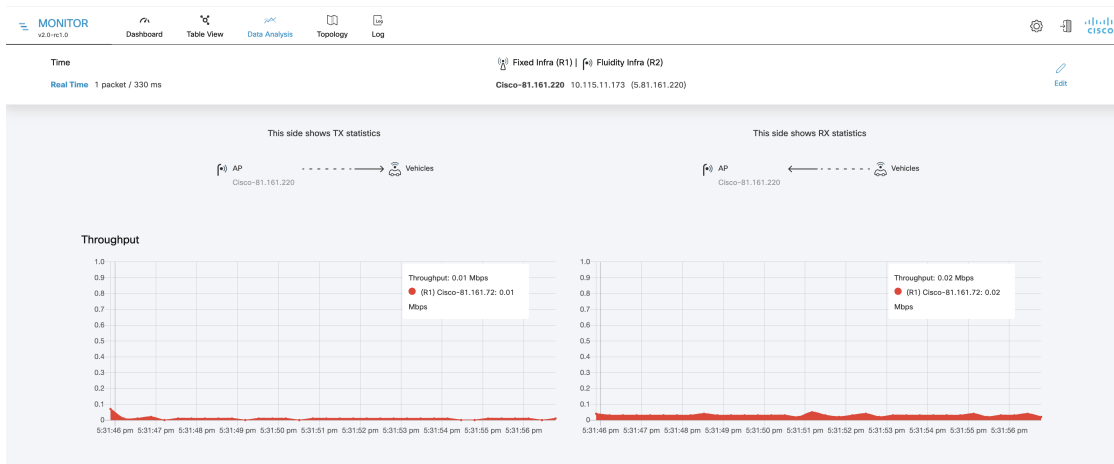 MONITOR
v2.0-rc1.0
Dashboard
Table View
Data Analysis
Topology
Log
Log
CISCO
Time
Real Time 1 packet / 330 ms
Fixed Infra (R1) | Fluidity Infra (R2)
Cisco-81.161.220 10.115.11.173 (5.81.161.220)
Edit
This side shows TX statistics
AP
Vehicles
Cisco-81.161.220
This side shows RX statistics
AP
Vehicles
Cisco-81.161.220
Throughput
1.0
0.9
0.8
0.7
0.6
0.5
0.4
0.3
0.2
0.1
0
Throughput: 0.01 Mbps
(R1) Cisco-81.161.72: 0.01
Mbps
5:31:46 pm 5:31:47 pm 5:31:48 pm 5:31:49 pm 5:31:50 pm 5:31:51 pm 5:31:52 pm 5:31:53 pm 5:31:54 pm 5:31:55 pm 5:31:56 pm
1.0
0.9
0.8
0.7
0.6
0.5
0.4
0.3
0.2
0.1
0
Throughput: 0.02 Mbps
(R1) Cisco-81.161.72: 0.02
Mbps
5:31:46 pm 5:31:47 pm 5:31:48 pm 5:31:49 pm 5:31:50 pm 5:31:51 pm 5:31:52 pm 5:31:53 pm 5:31:54 pm 5:31:55 pm 5:31:56 pm